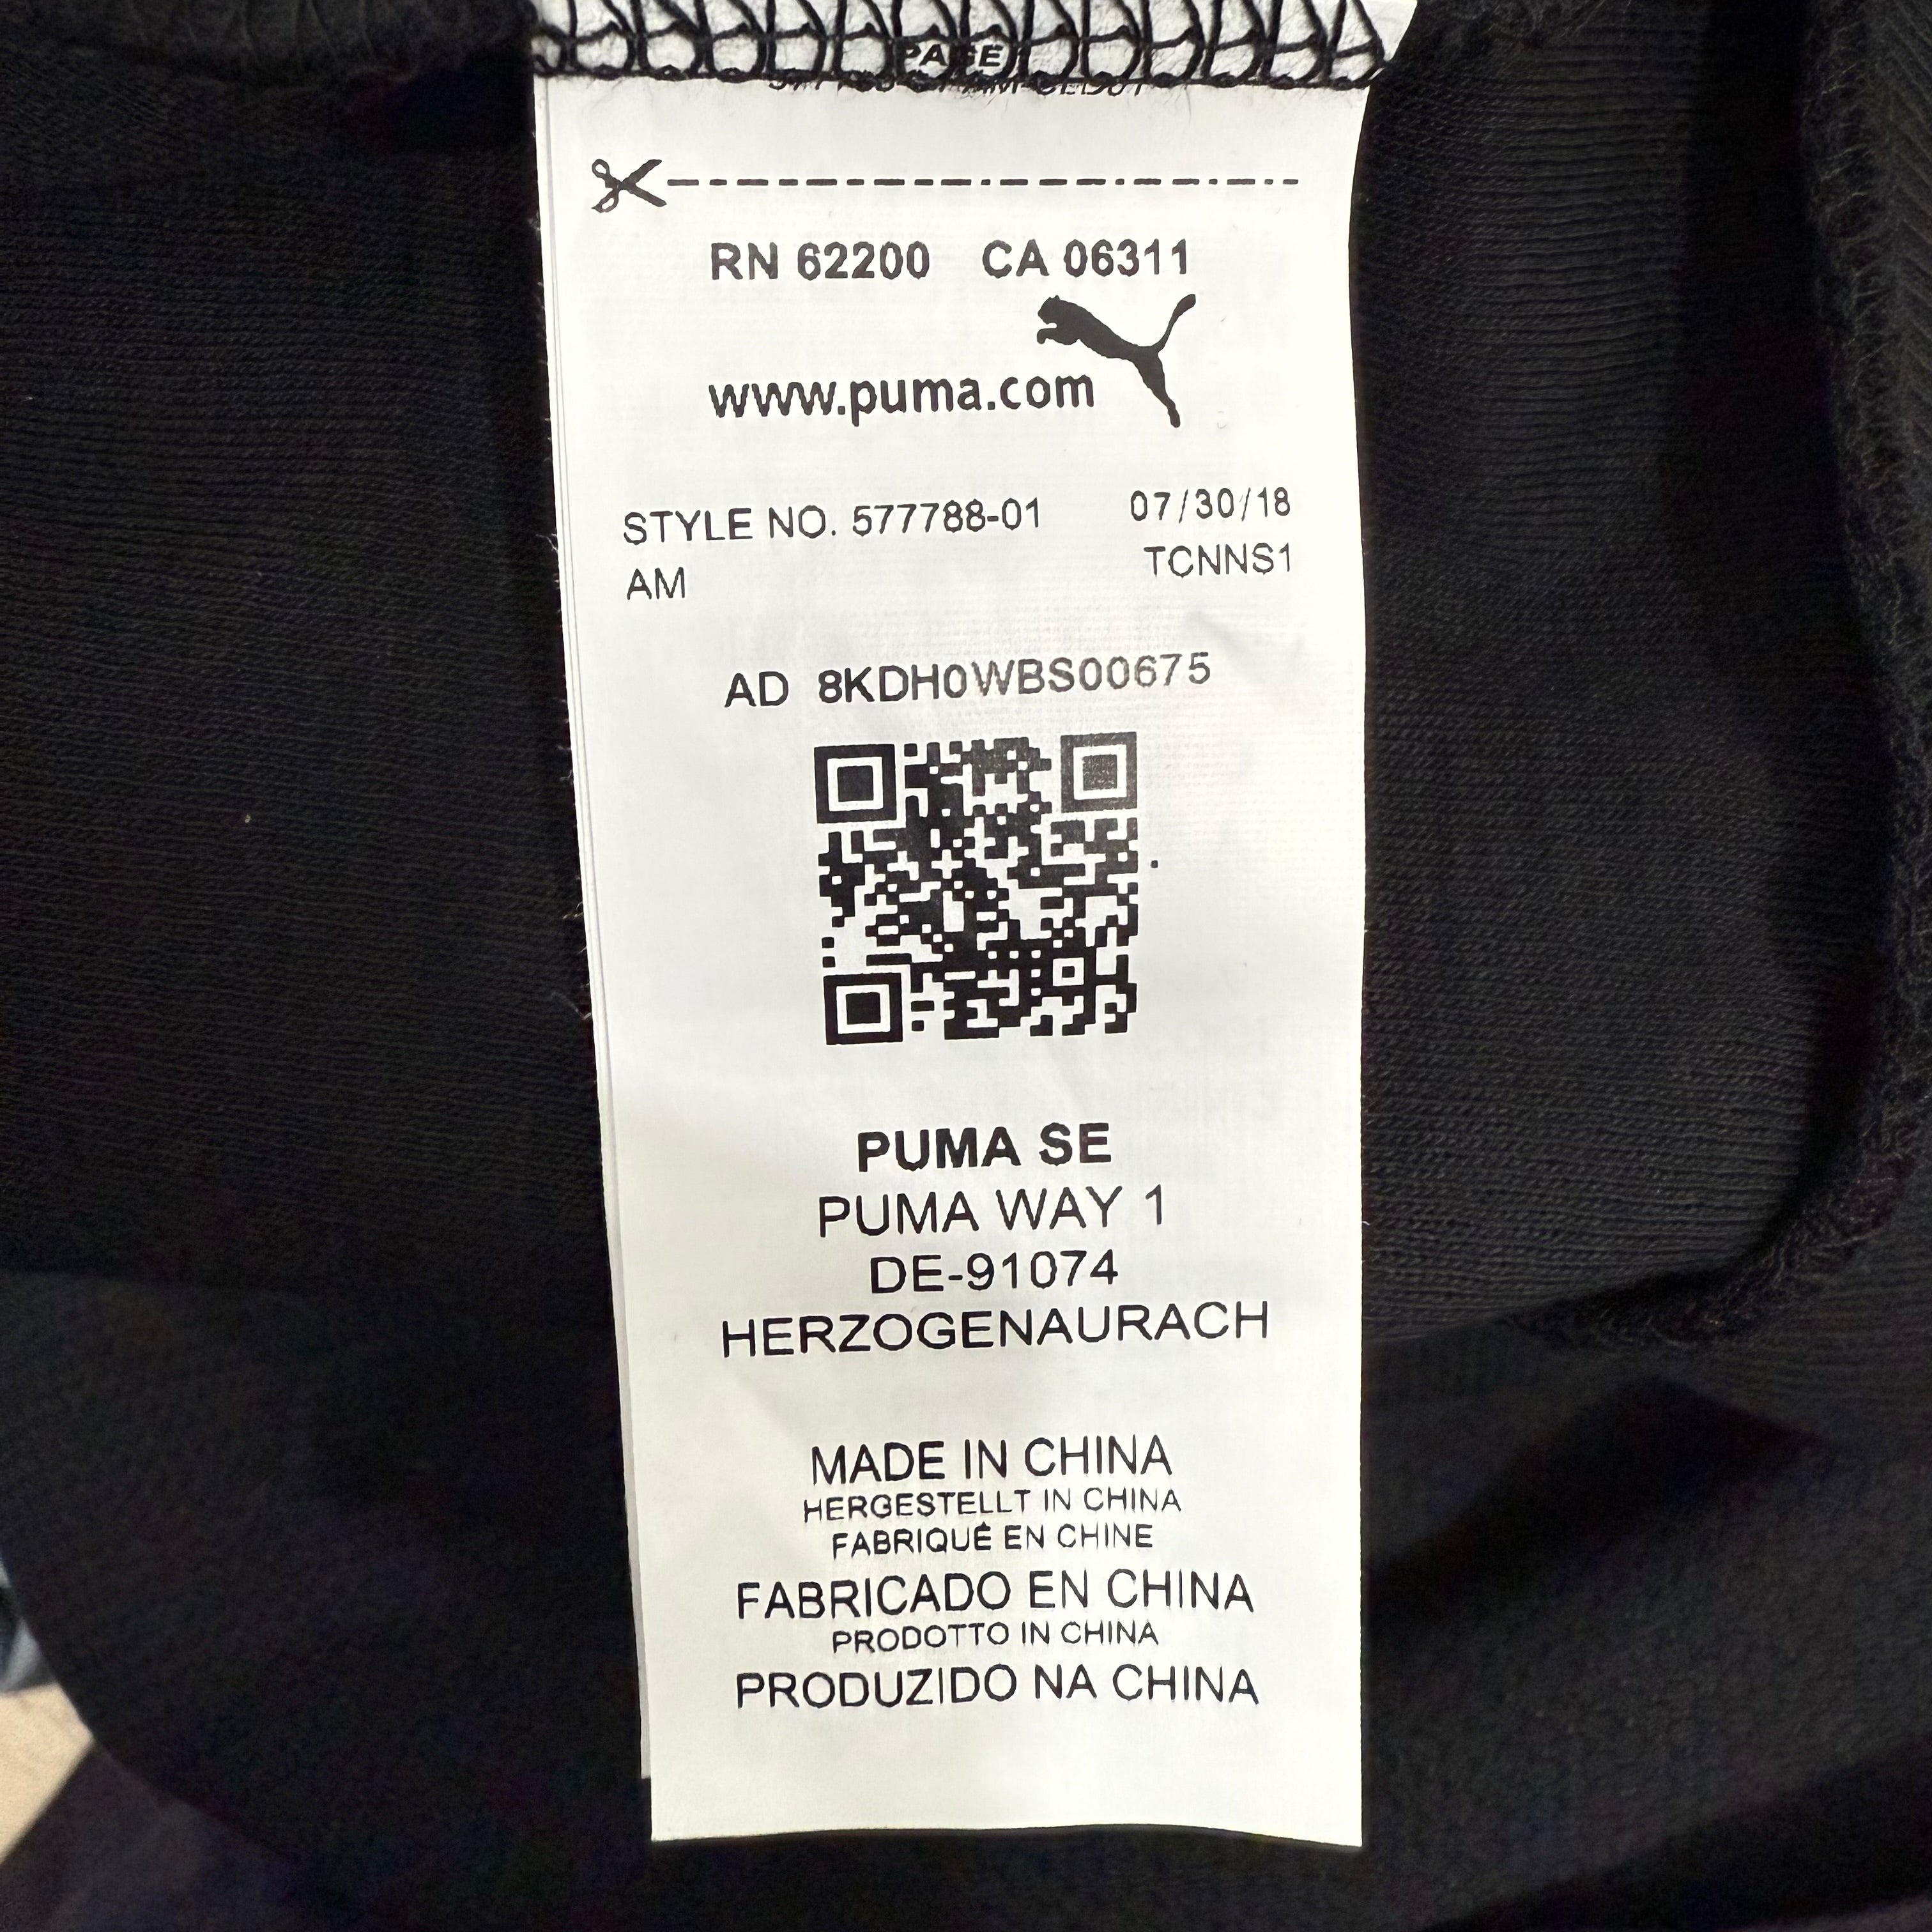 PAGE
RN 62200 CA 06311
www.puma.com
STYLE NO. 577788-01 07/30/18
AM TCNNS1
AD 8KDH0WBS00675
PUMA SE
PUMA WAY 1
DE-91074
HERZOGENAURACH
MADE IN CHINA
HERGESTELLT IN CHINA
FABRIQUÉ EN CHINE
FABRICADO EN CHINA
PRODOTTO IN CHINA
PRODUZIDO NA CHINA